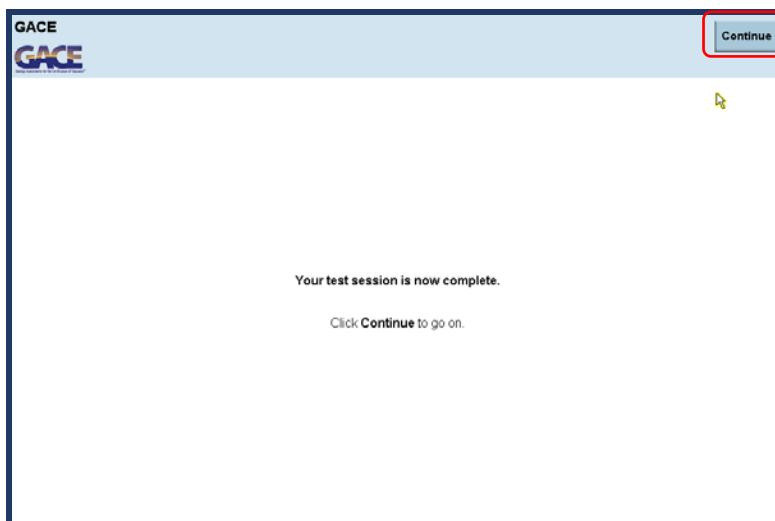 GACE
Continue
GACE
Your test session is now complete.
Click Continue to go on.